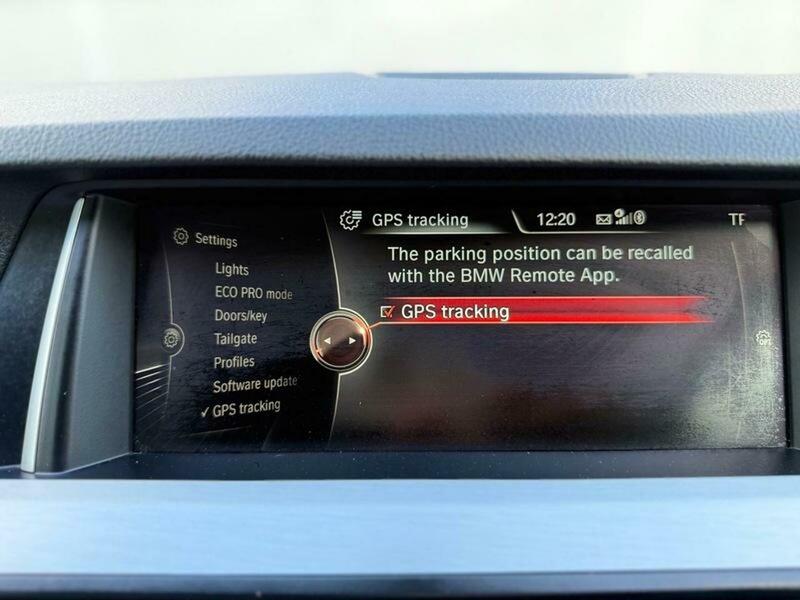 GPS tracking 12:20 TF
Settings
Lights
ECO PRO mode
Doors/key
Tailgate
Profiles
Software update
✓ GPS tracking
The parking position can be recalled
with the BMW Remote App.
GPS tracking